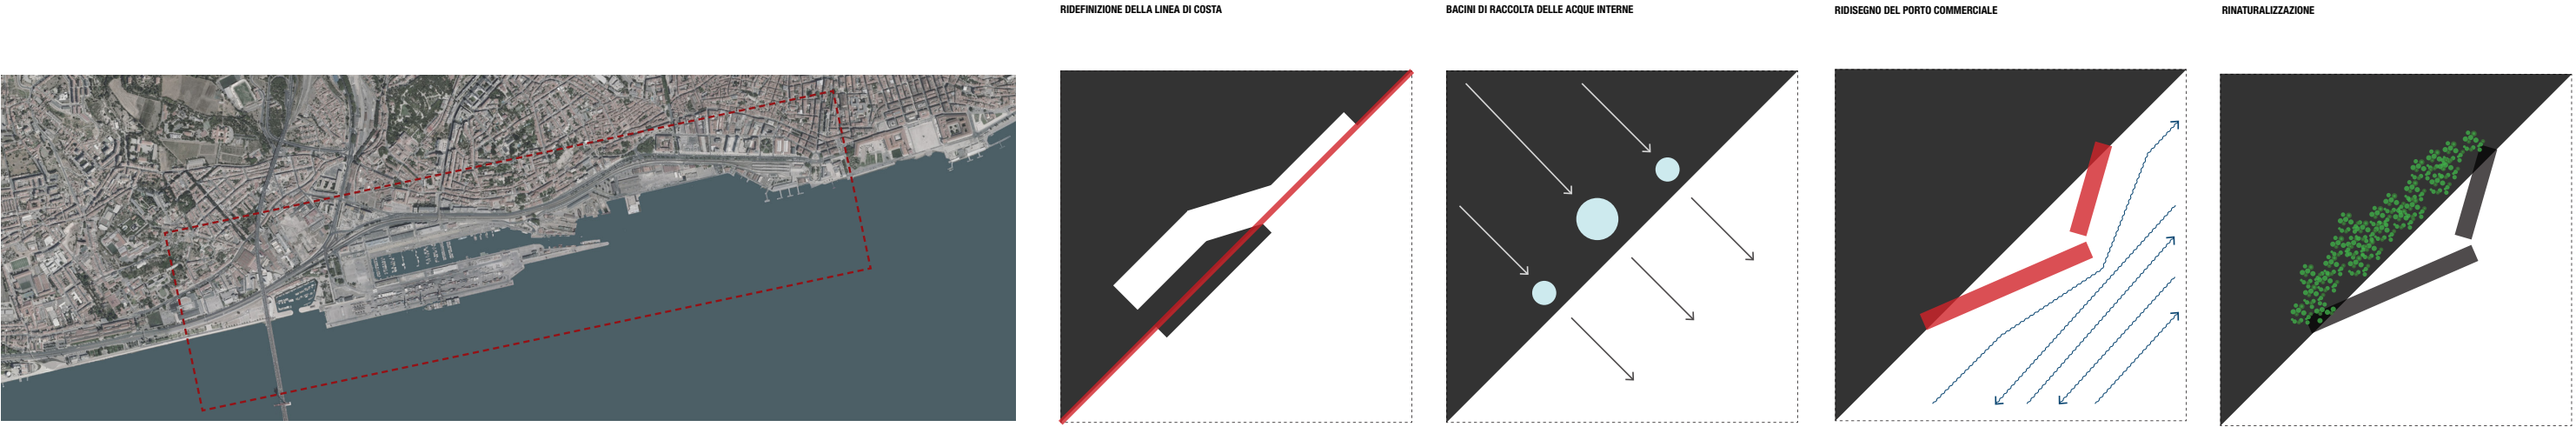 RIDEFINIZIONE DELLA LINEA DI COSTA
BACINI DI RACCOLTA DELLE ACQUE INTERNE
RIDISEGNO DEL PORTO COMMERCIALE
RINATURALIZZAZIONE